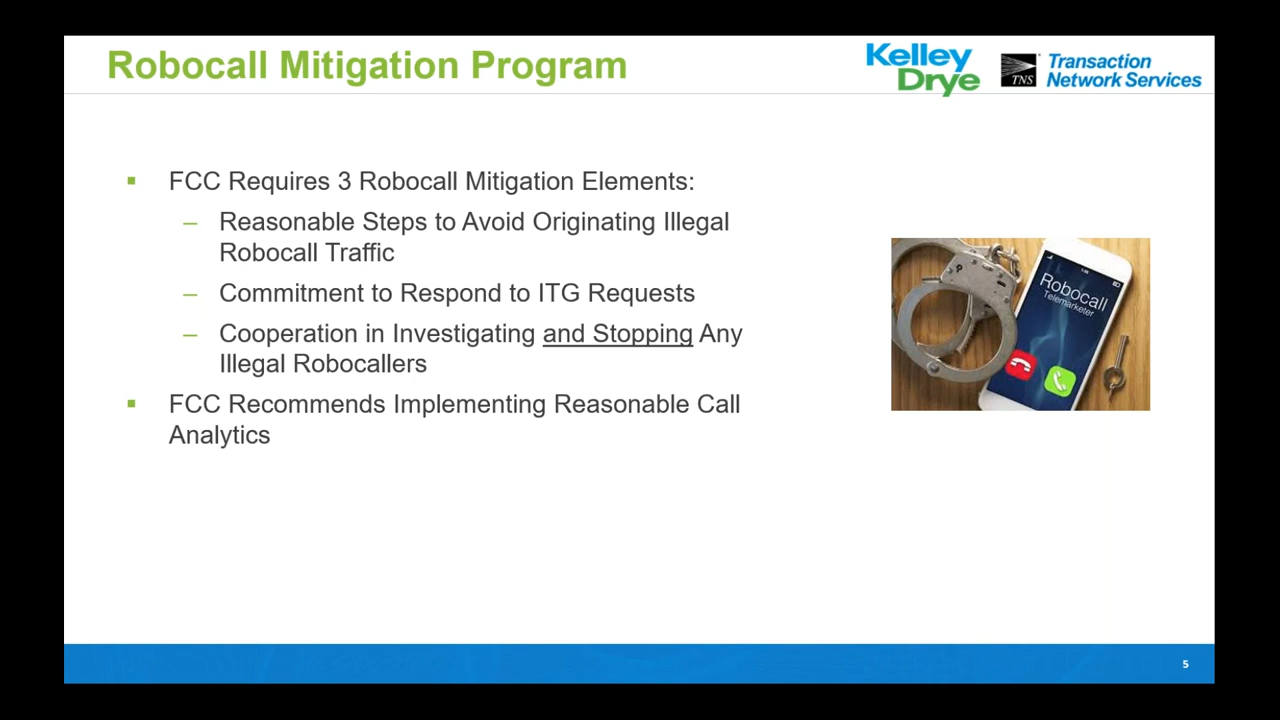 Robocall Mitigation Program
Kelley
Drye
TNS
Transaction
Network Services
▪ FCC Requires 3 Robocall Mitigation Elements:
– Reasonable Steps to Avoid Originating Illegal
Robocall Traffic
– Commitment to Respond to ITG Requests
– Cooperation in Investigating and Stopping Any
Illegal Robocallers
▪ FCC Recommends Implementing Reasonable Call
Analytics
Robocall
Telemarketer
5